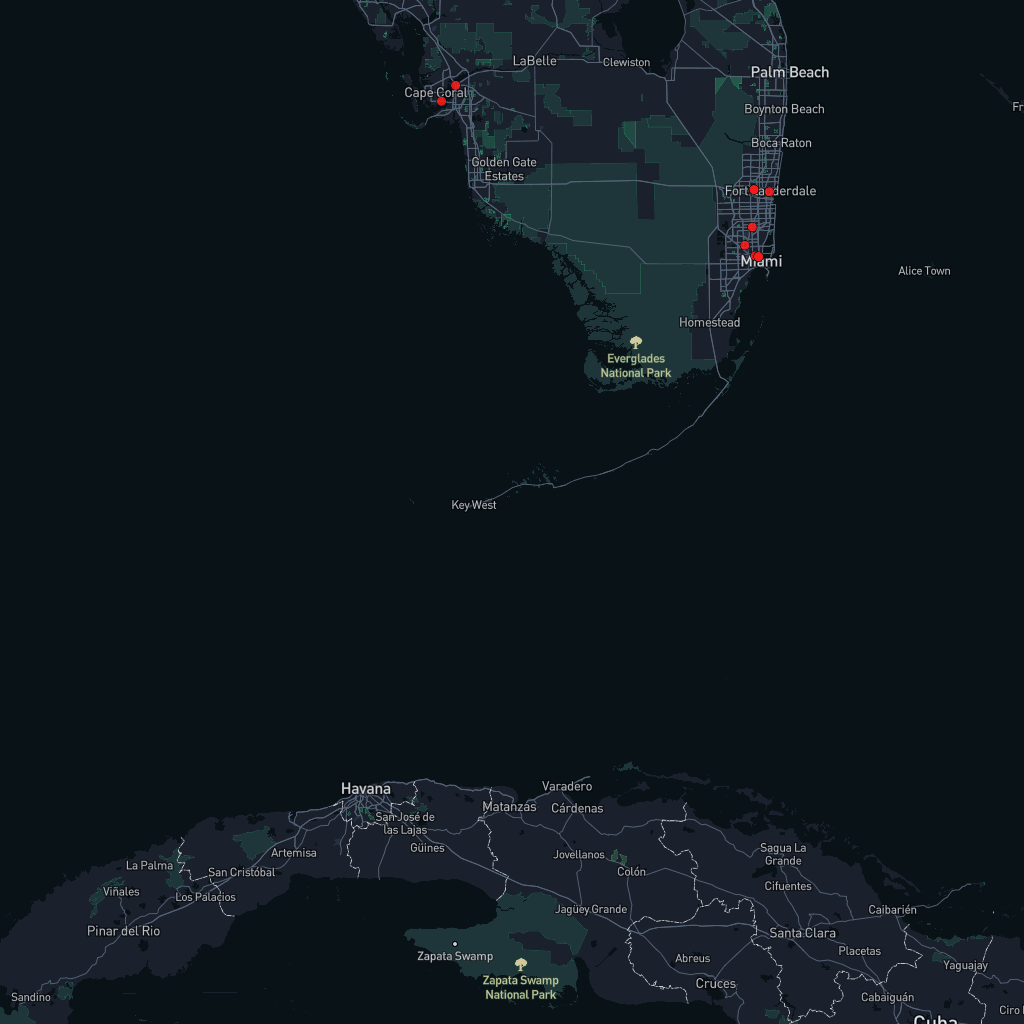 LaBelle
Clewiston
Palm Beach
Cape Coral
Fr
Boynton Beach
Boca Raton
Golden Gate
Estates
Fort Lauderdale
Miami
Alice Town
Homestead
Everglades
National Park
Key West
Havana
Varadero
Matanzas
Cárdenas
San José de
las Lajas
Güines
Sagua La
Grande
Artemisa
Jovellanos
La Palma
San Cristóbal
Colón
Cifuentes
Viñales
Los Palacios
Jagüey Grande
Caibarién
Pinar del Rio
Santa Clara
Placetas
Zapata Swamp
Abreus
Yaguajay
Zapata Swamp
National Park
Cruces
Sandino
Cabaiguán
Ciro
Cuba